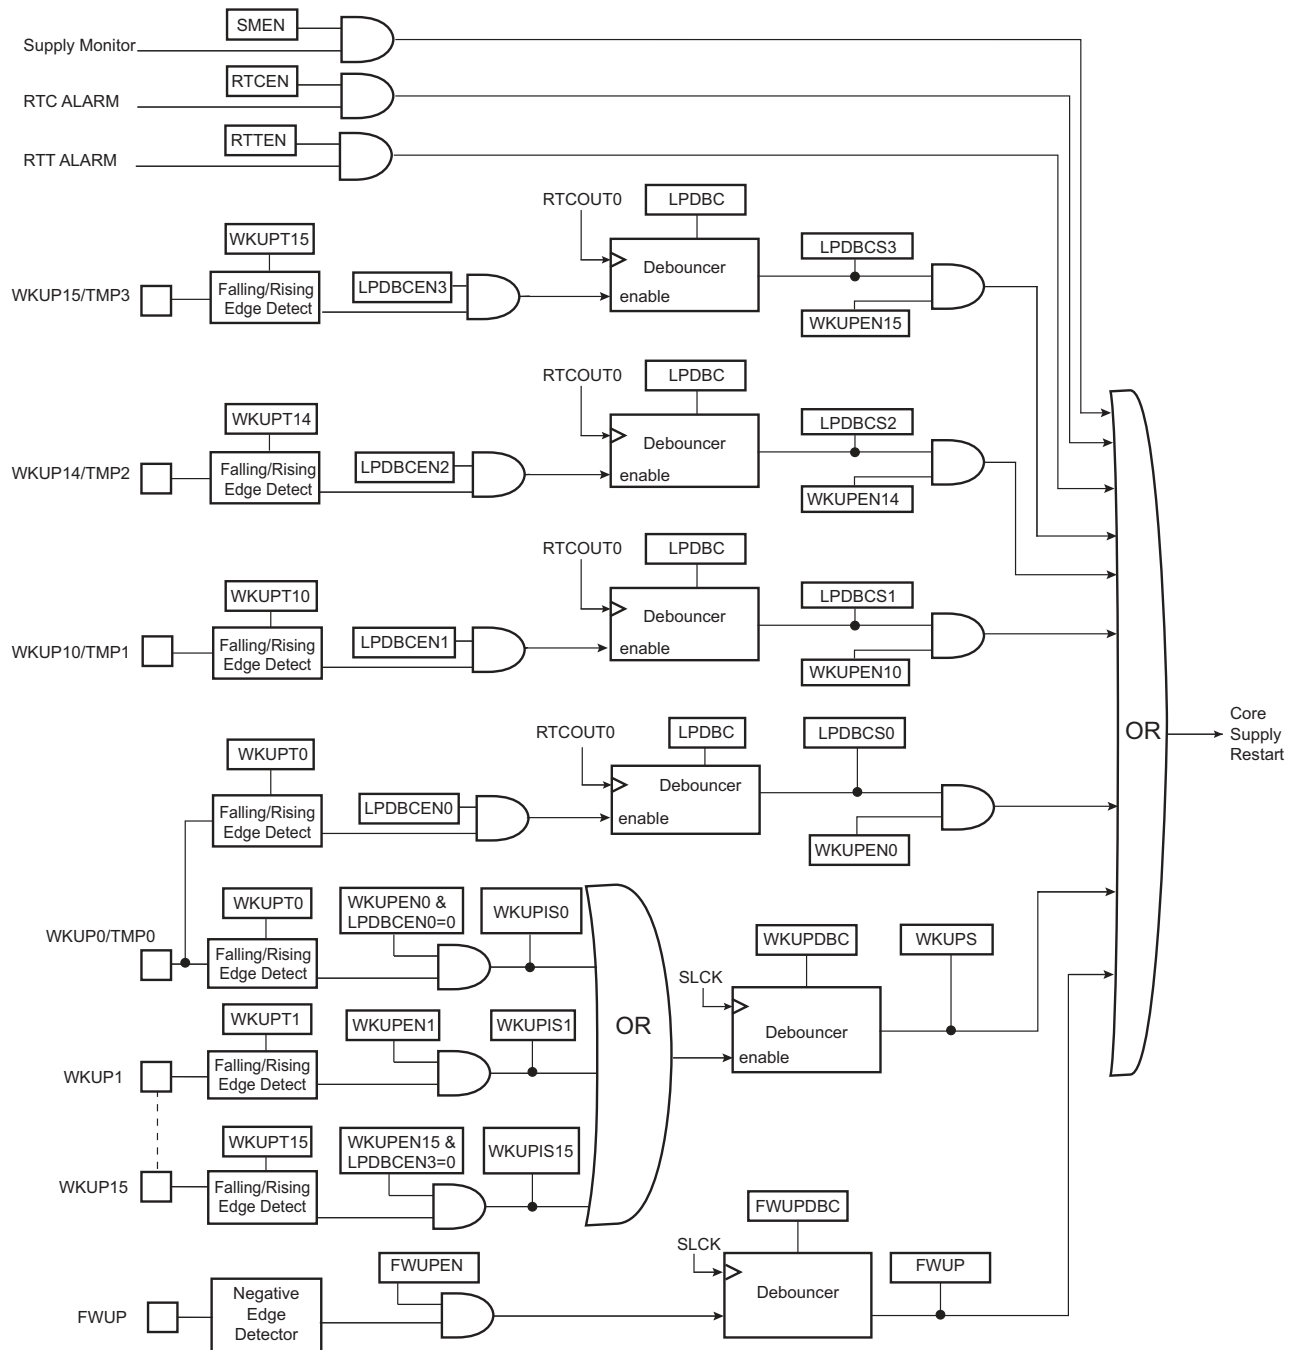 SMEN
Supply Monitor
RTCEN
RTC ALARM
RTTEN
RTT ALARM
RTCOUT0
LPDBC
WKUPT15
LPDBCS3
Debouncer
WKUP15/TMP3
Falling/Rising
Edge Detect
LPDBCEN3
enable
WKUPEN15
RTCOUT0
LPDBC
WKUPT14
LPDBCS2
Debouncer
WKUP14/TMP2
Falling/Rising
Edge Detect
LPDBCEN2
enable
WKUPEN14
RTCOUT0
LPDBC
WKUPT10
LPDBCS1
Debouncer
WKUP10/TMP1
Falling/Rising
Edge Detect
LPDBCEN1
enable
WKUPEN10
RTCOUT0
LPDBC
LPDBCS0
WKUPT0
Debouncer
Falling/Rising
Edge Detect
LPDBCEN0
enable
WKUPEN0
OR
Core
Supply
Restart
WKUPT0
WKUPEN0 &
LPDBCEN0=0
WKUPIS0
WKUP0/TMP0
Falling/Rising
Edge Detect
WKUPDBC
WKUPS
SLCK
WKUPT1
WKUPEN1
WKUPIS1
OR
Debouncer
enable
WKUP1
Falling/Rising
Edge Detect
WKUPT15
WKUPEN15 &
LPDBCEN3=0
WKUPIS15
WKUP15
Falling/Rising
Edge Detect
FWUPDBC
SLCK
FWUPEN
FWUP
Debouncer
FWUP
Negative
Edge
Detector